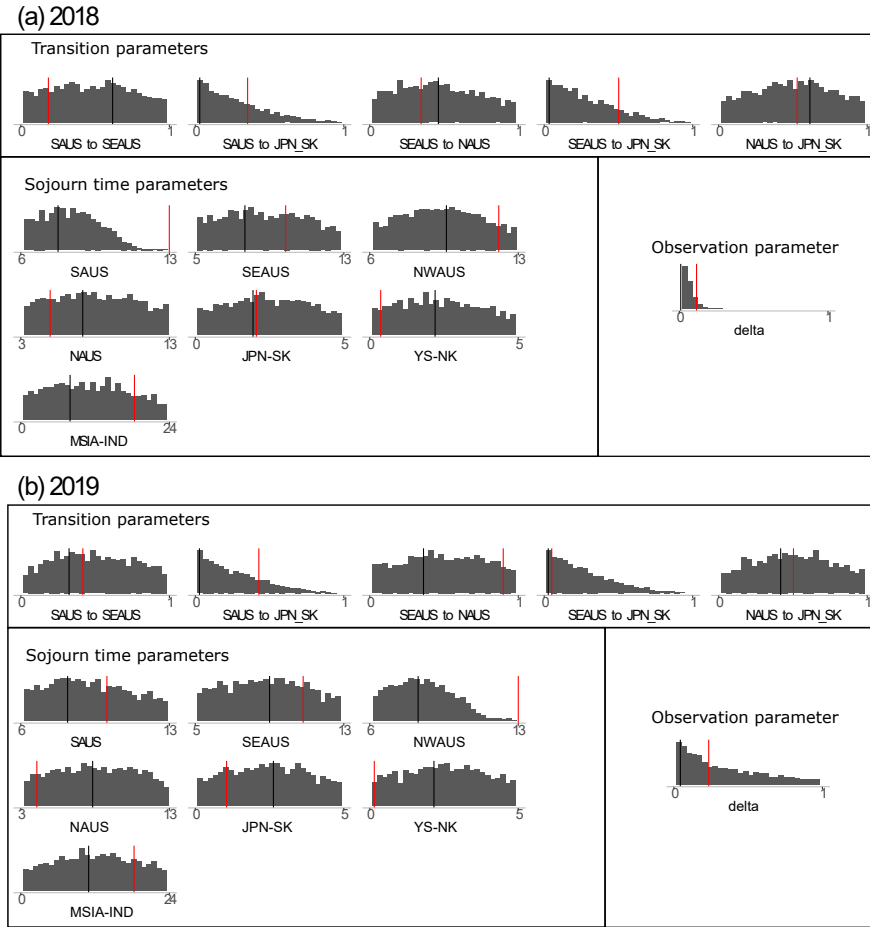 (a) 2018
Transition parameters
0 1 0 1 0 1 0 1 0 1
SAUS to SEAUS SAUS to JPN_SK SEAUS to NAUS SEAUS to JPN_SK NAUS to JPN_SK
Sojourn time parameters
6 13 5 13 6 13
SAUS SEAUS NWAUS
3 13 0 5 0 5
NAUS JPN-SK YS-NK
0 24
MSIA-IND
Observation parameter
0 1
delta
(b) 2019
Transition parameters
0 1 0 1 0 1 0 1 0 1
SAUS to SEAUS SAUS to JPN_SK SEAUS to NAUS SEAUS to JPN_SK NAUS to JPN_SK
Sojourn time parameters
6 13 5 13 6 13
SAUS SEAUS NWAUS
3 13 0 5 0 5
NAUS JPN-SK YS-NK
0 24
MSIA-IND
Observation parameter
0 1
delta